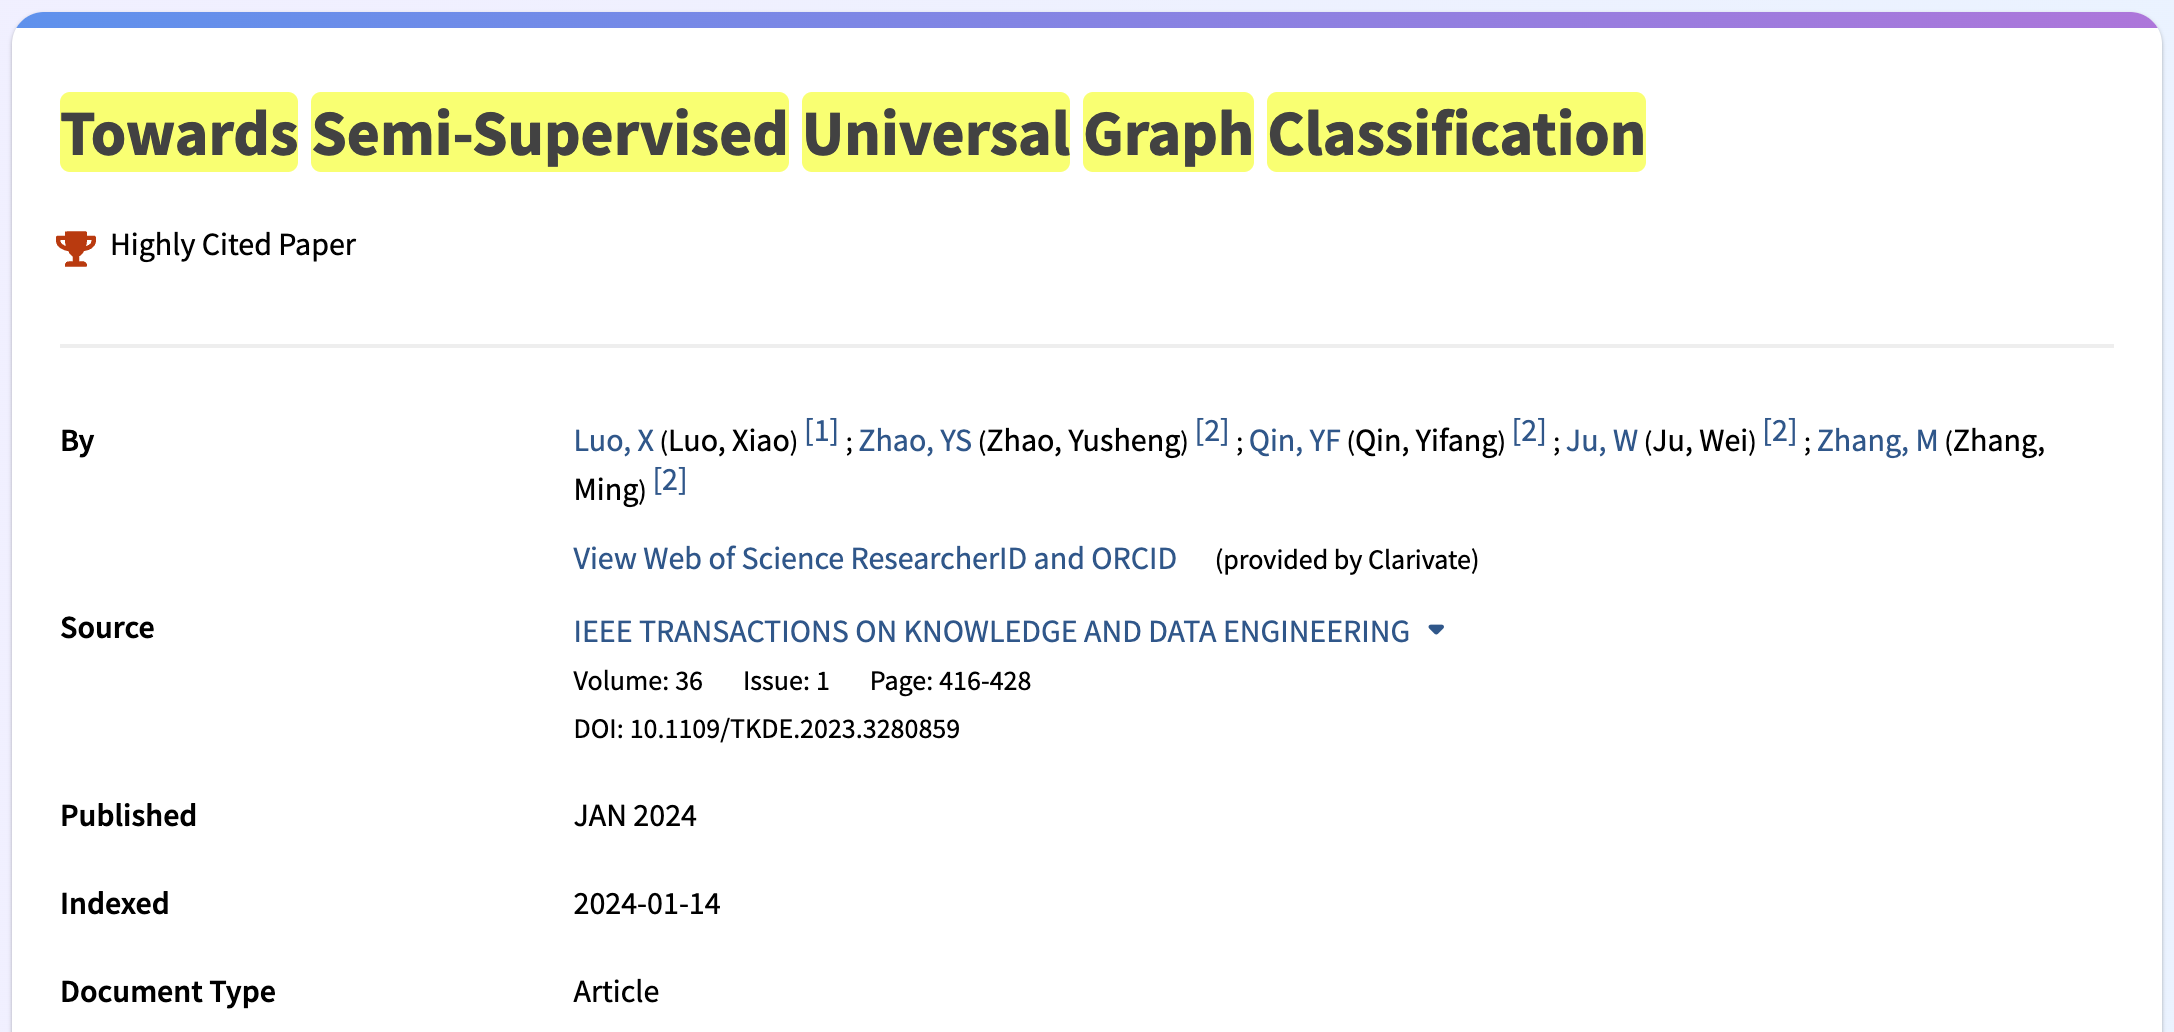 Towards Semi-Supervised Universal Graph Classification
Highly Cited Paper
By
Luo, X (Luo, Xiao) [1] ; Zhao, YS (Zhao, Yusheng) [2] ; Qin, YF (Qin, Yifang) [2] ; Ju, W (Ju, Wei) [2] ; Zhang, M (Zhang,
Ming) [2]
View Web of Science ResearcherID and ORCID (provided by Clarivate)
Source
IEEE TRANSACTIONS ON KNOWLEDGE AND DATA ENGINEERING
Volume: 36 Issue: 1 Page: 416-428
DOI: 10.1109/TKDE.2023.3280859
Published
JAN 2024
Indexed
2024-01-14
Document Type
Article